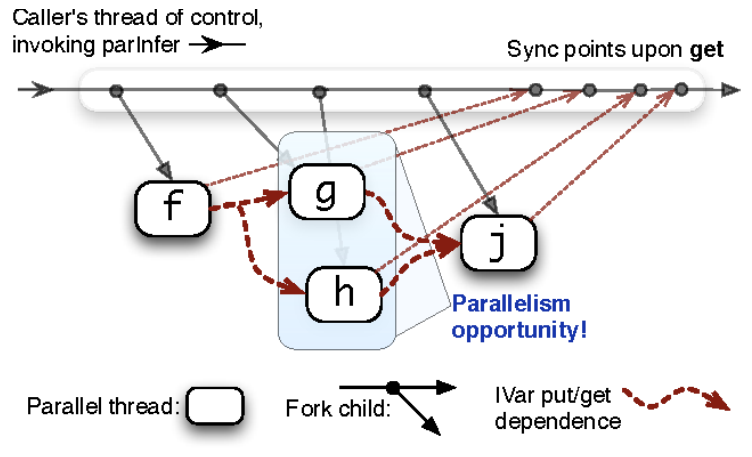 Caller's thread of control,
invoking parInfer
Sync points upon get
f
g
h
j
Parallelism
opportunity!
Parallel thread:
Fork child:
IVar put/get
dependence